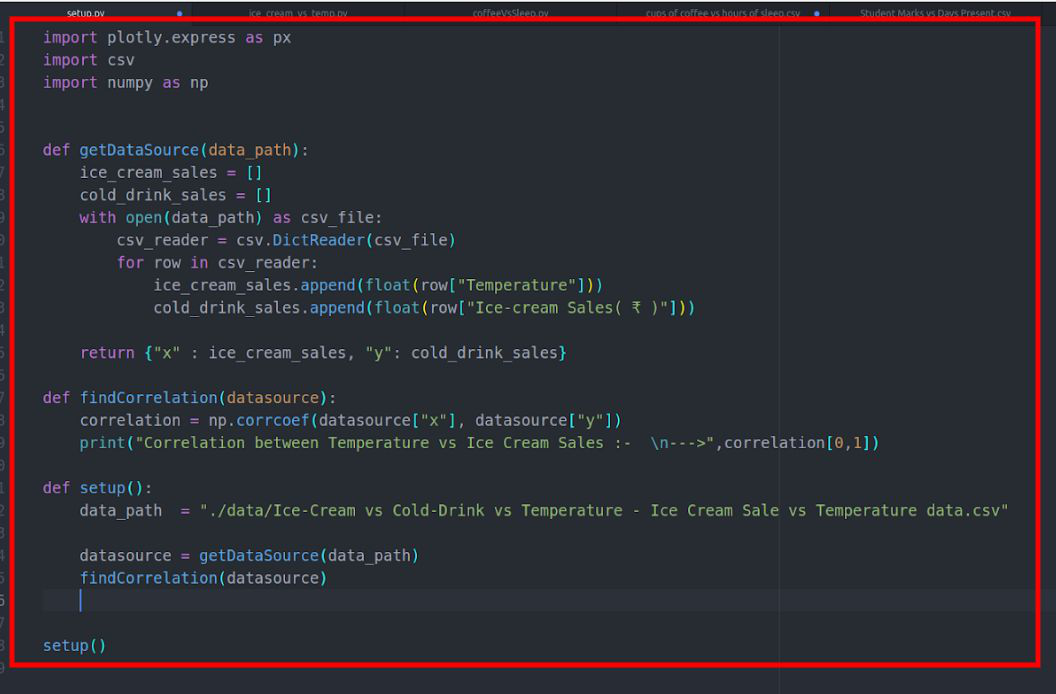 setup.py ice_cream_vs_temp.py coffeeVsSleep.py cups of coffee vs hours of sleep.csv Student Marks vs Days Present.csv
import plotly.express as px
import csv
import numpy as np
def getDataSource(data_path):
ice_cream_sales = []
cold_drink_sales = []
with open(data_path) as csv_file:
csv_reader = csv.DictReader(csv_file)
for row in csv_reader:
ice_cream_sales.append(float(row["Temperature"]))
cold_drink_sales.append(float(row["Ice-cream Sales( ₹ )"]))
return {"x" : ice_cream_sales, "y": cold_drink_sales}
def findCorrelation(datasource):
correlation = np.corrcoef(datasource["x"], datasource["y"])
print("Correlation between Temperature vs Ice Cream Sales :-  \n--->",correlation[0,1])
def setup():
data_path  = "./data/Ice-Cream vs Cold-Drink vs Temperature - Ice Cream Sale vs Temperature data.csv"
datasource = getDataSource(data_path)
findCorrelation(datasource)
setup()